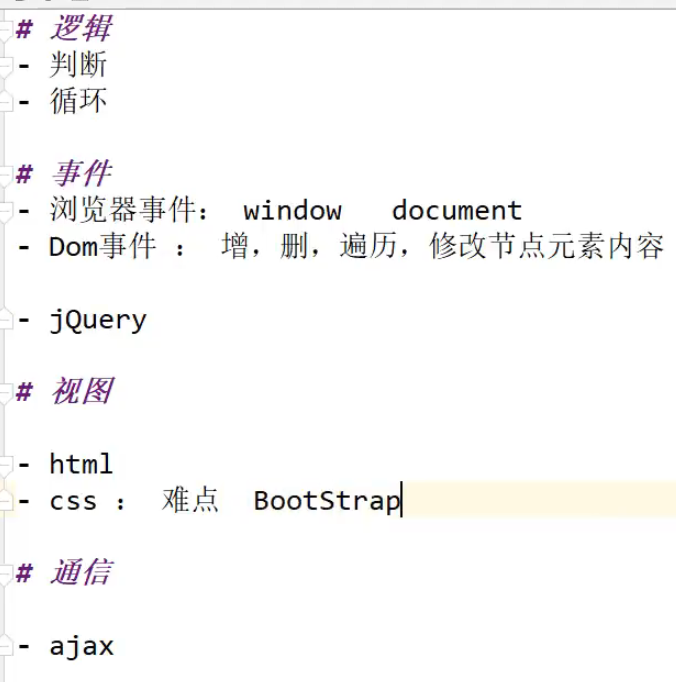 # 逻辑
- 判断
- 循环
# 事件
- 浏览器事件： window document
- Dom事件 ： 增，删，遍历，修改节点元素内容
- jQuery
# 视图
- html
- css ： 难点 BootStrap
# 通信
- ajax